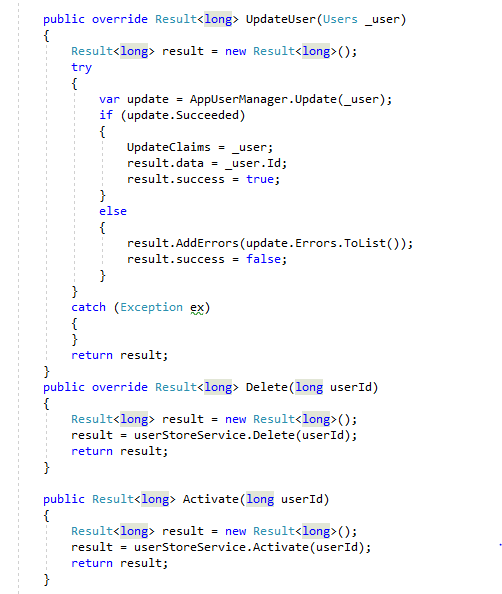 public override Result<long> UpdateUser(Users _user)
{
Result<long> result = new Result<long>();
try
{
var update = AppUserManager.Update(_user);
if (update.Succeeded)
{
UpdateClaims = _user;
result.data = _user.Id;
result.success = true;
}
else
{
result.AddErrors(update.Errors.ToList());
result.success = false;
}
}
catch (Exception ex)
{
}
return result;
}
public override Result<long> Delete(long userId)
{
Result<long> result = new Result<long>();
result = userStoreService.Delete(userId);
return result;
}
public Result<long> Activate(long userId)
{
Result<long> result = new Result<long>();
result = userStoreService.Activate(userId);
return result;
}